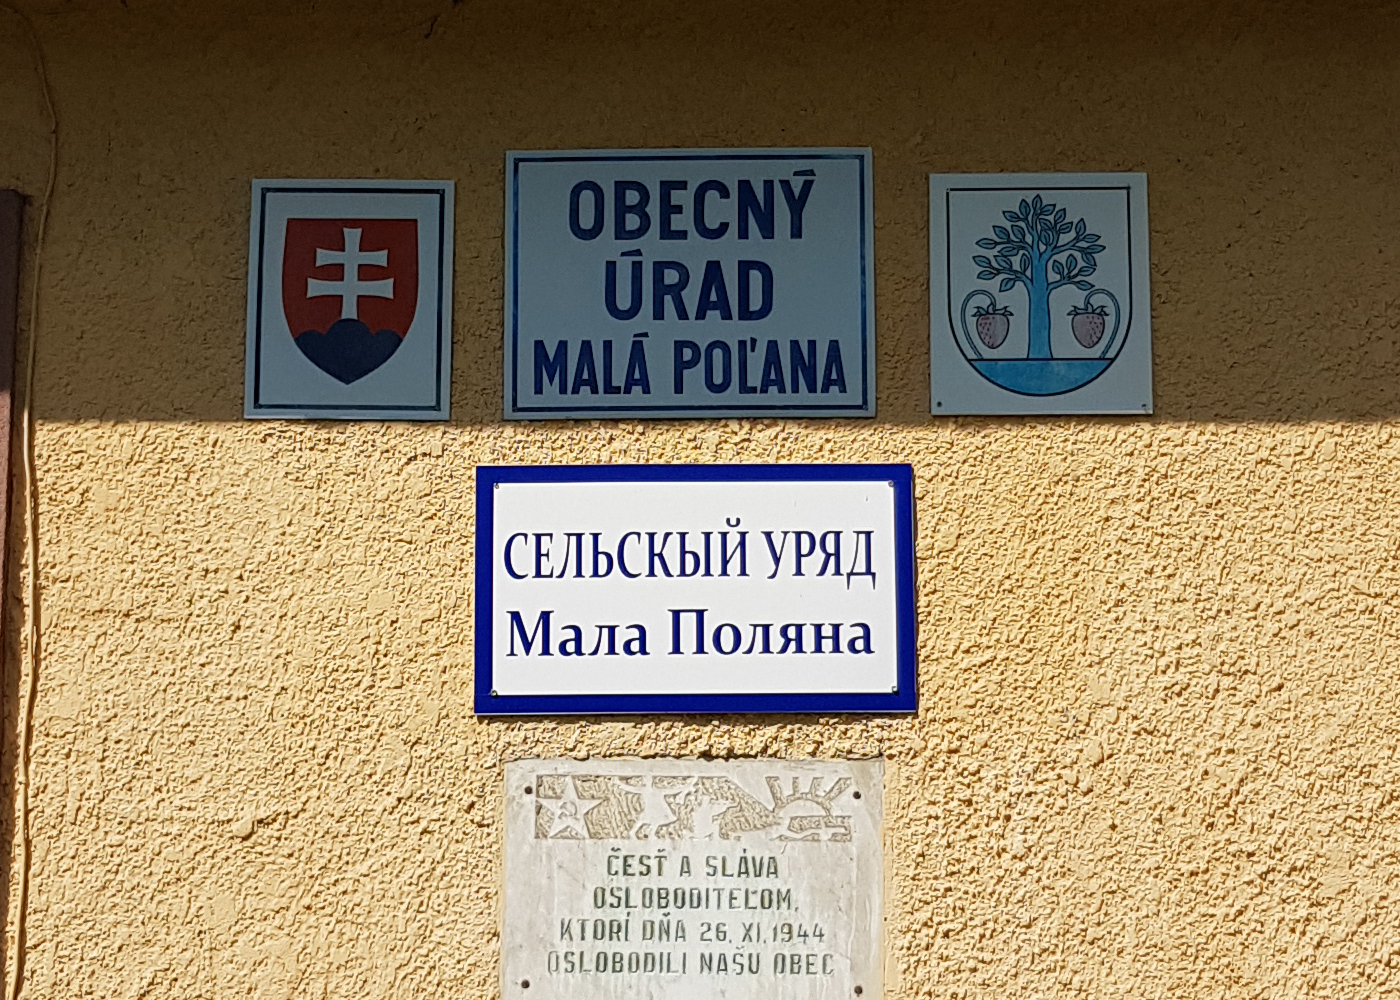 OBECNÝ
ÚRAD
MALÁ POĽANA
СЕЛЬСКЫЙ УРЯД
Мала Поляна
ČESŤ A SLÁVA
OSLOBODITEĽOM,
KTORÍ DŇA 26. XI. 1944
OSLOBODILI NAŠU OBEC